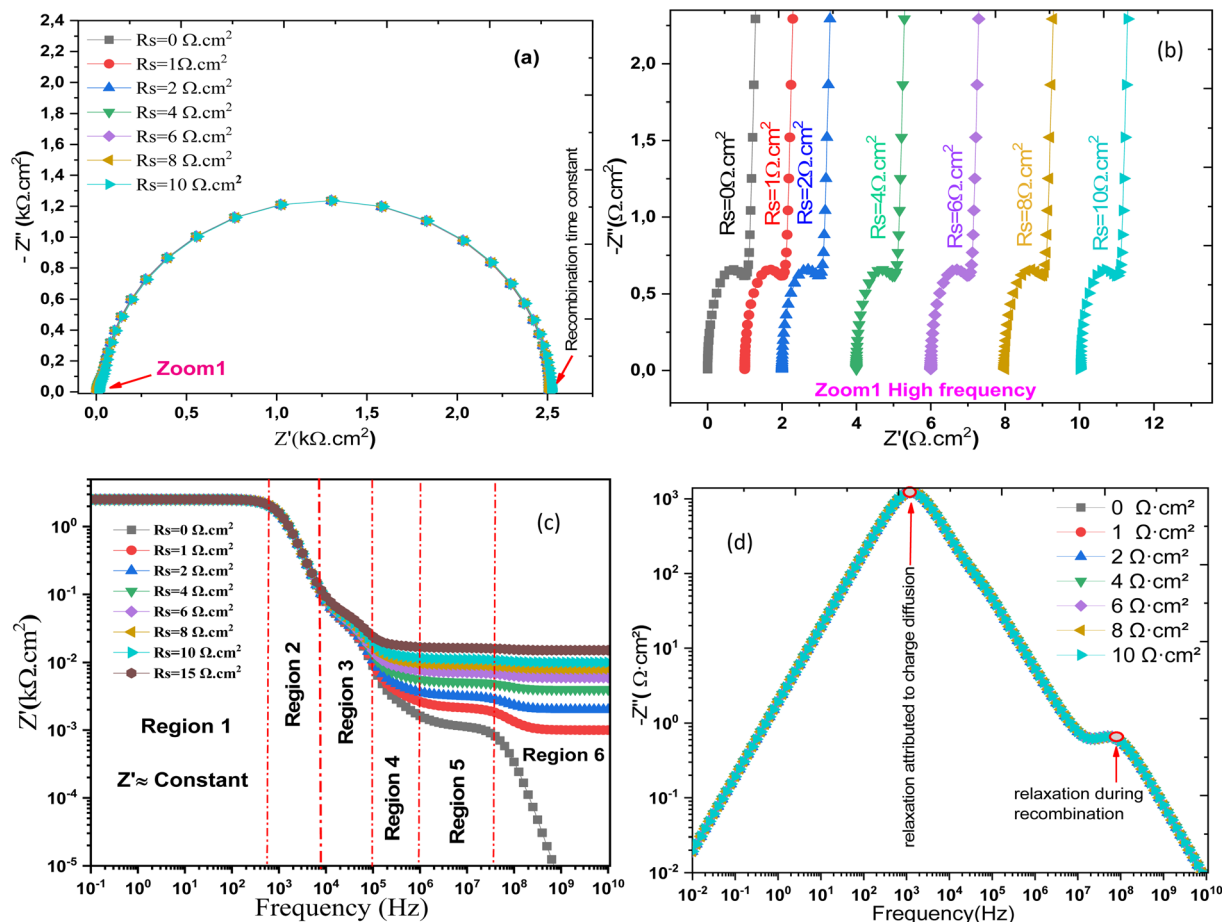 (a)
2,4
2,2
2,0
1,8
1,6
1,4
1,2
1,0
0,8
0,6
0,4
0,2
0,0
-Z'' (kΩ.cm²)
Rs=0 Ω.cm²
Rs=1Ω.cm²
Rs=2 Ω.cm²
Rs=4 Ω.cm²
Rs=6 Ω.cm²
Rs=8 Ω.cm²
Rs=10 Ω.cm²
Recombination time constant
Zoom1
0,0 0,5 1,0 1,5 2,0 2,5
Z'(kΩ.cm²)
(b)
2,0
1,5
1,0
0,5
0,0
-Z''(Ω.cm²)
Rs=0Ω.cm²
Rs=1Ω.cm²
Rs=2Ω.cm²
Rs=4Ω.cm²
Rs=6Ω.cm²
Rs=8Ω.cm²
Rs=10Ω.cm²
Zoom1 High frequency
0 2 4 6 8 10 12
Z'(Ω.cm²)
(c)
10⁰
10⁻¹
10⁻²
10⁻³
10⁻⁴
10⁻⁵
Z'(kΩ.cm²)
Rs=0 Ω.cm²
Rs=1 Ω.cm²
Rs=2 Ω.cm²
Rs=4 Ω.cm²
Rs=6 Ω.cm²
Rs=8 Ω.cm²
Rs=10 Ω.cm²
Rs=15 Ω.cm²
Region 1
Z'≈ Constant
Region 2
Region 3
Region 4
Region 5
Region 6
10⁻¹ 10⁰ 10¹ 10² 10³ 10⁴ 10⁵ 10⁶ 10⁷ 10⁸ 10⁹ 10¹⁰
Frequency (Hz)
(d)
10³
10²
10¹
10⁰
10⁻¹
10⁻²
-Z''( Ω·cm²)
0 Ω·cm²
1 Ω·cm²
2 Ω·cm²
4 Ω·cm²
6 Ω·cm²
8 Ω·cm²
10 Ω·cm²
relaxation attributed to charge diffusion
relaxation during
recombination
10⁻² 10⁻¹ 10⁰ 10¹ 10² 10³ 10⁴ 10⁵ 10⁶ 10⁷ 10⁸ 10⁹ 10¹⁰
Frequency(Hz)